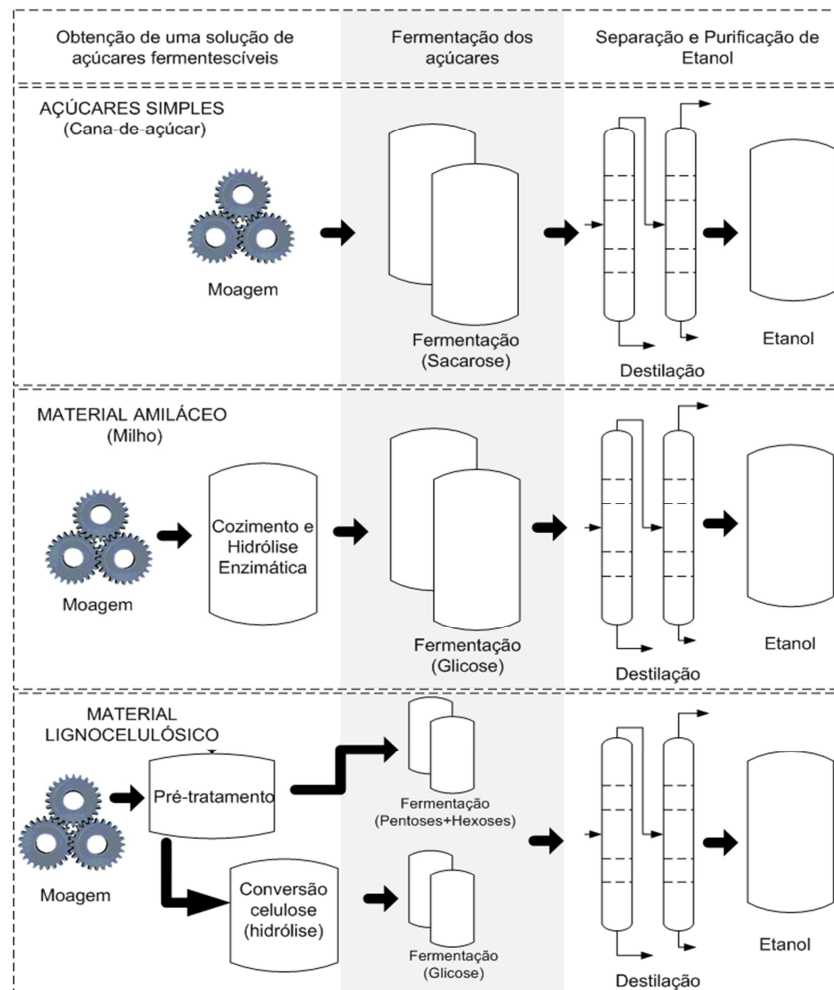 Obtenção de uma solução de
açúcares fermentescíveis
Fermentação dos
açúcares
Separação e Purificação de
Etanol
AÇÚCARES SIMPLES
(Cana-de-açúcar)
Moagem
Fermentação
(Sacarose)
Destilação
Etanol
MATERIAL AMILÁCEO
(Milho)
Moagem
Cozimento e
Hidrólise
Enzimática
Fermentação
(Glicose)
Destilação
Etanol
MATERIAL
LIGNOCELULÓSICO
Moagem
Pré-tratamento
Fermentação
(Pentoses+Hexoses)
Conversão
celulose
(hidrólise)
Fermentação
(Glicose)
Destilação
Etanol